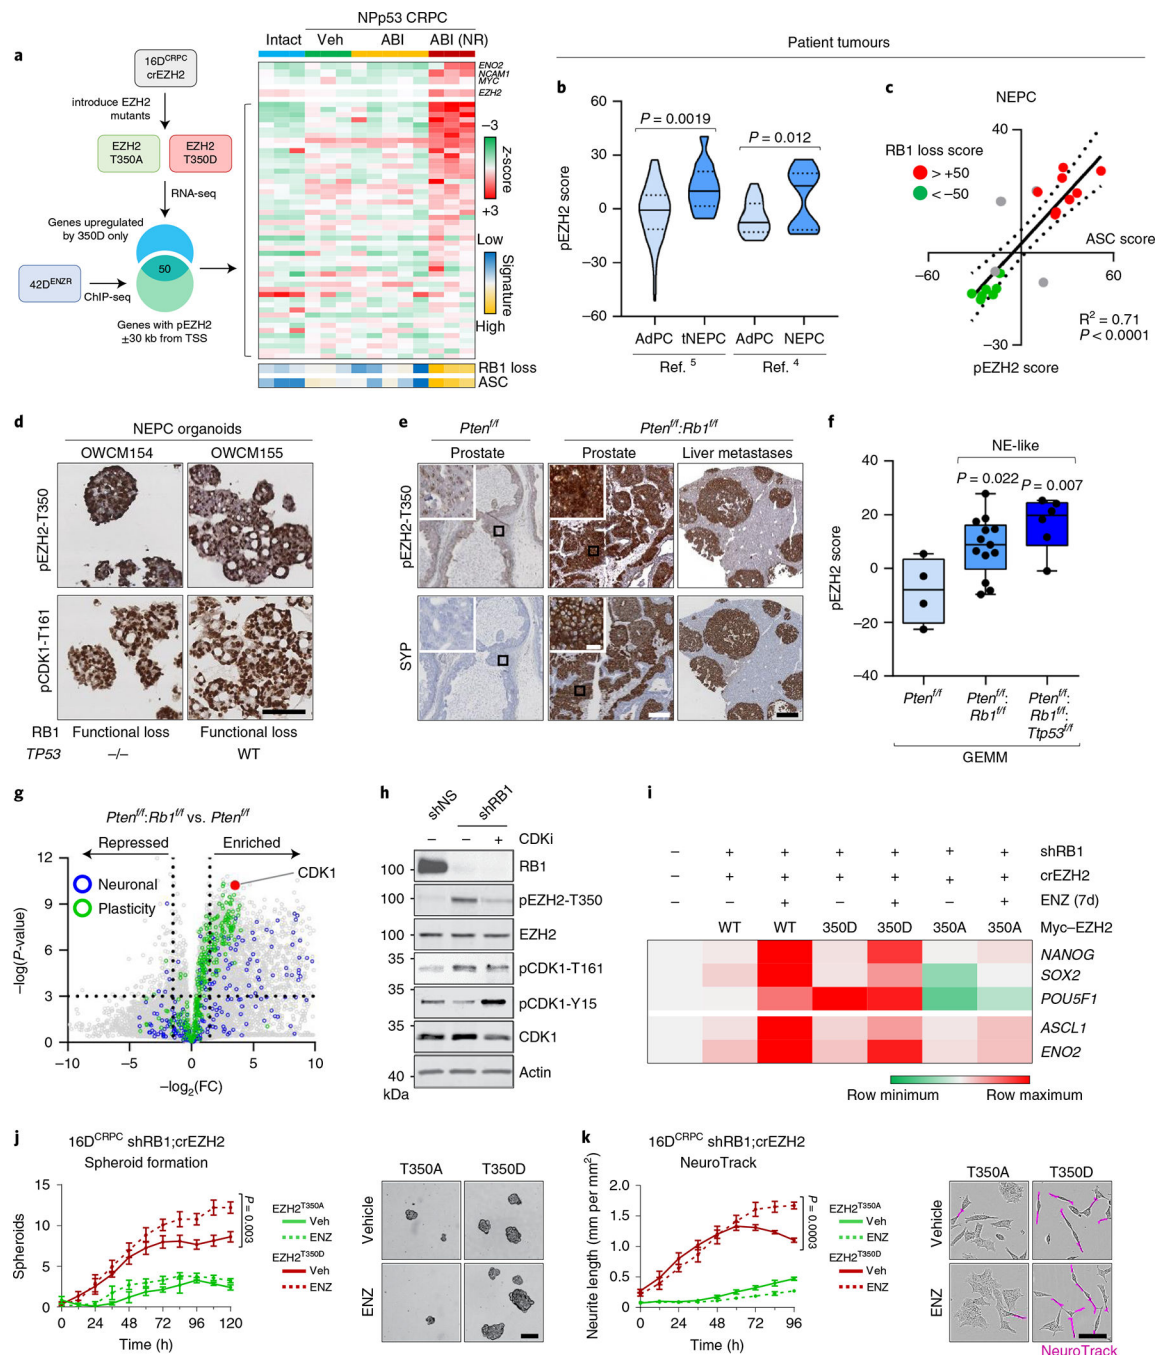 a
NPp53 CRPC
Intact Veh ABI ABI (NR)
16D^CRPC
crEZH2
introduce EZH2
mutants
EZH2
T350A
EZH2
T350D
RNA-seq
Genes upregulated
by 350D only
50
42D^ENZR
ChIP-seq
Genes with pEZH2
±30 kb from TSS
ENO2
NCAM1
MYC
EZH2
−3
z-score
+3
Low
Signature
High
RB1 loss
ASC
Patient tumours
b
60
30
0
−30
−60
pEZH2 score
P = 0.0019
P = 0.012
AdPC tNEPC AdPC NEPC
Ref. 5
Ref. 4
c
NEPC
40
RB1 loss score
> +50
< −50
ASC score
−60
60
R² = 0.71
P < 0.0001
−30
pEZH2 score
d
NEPC organoids
OWCM154 OWCM155
pEZH2-T350
pCDK1-T161
RB1 Functional loss Functional loss
TP53 −/− WT
e
Pten^f/f
Pten^f/f:Rb1^f/f
Prostate Prostate Liver metastases
pEZH2-T350
SYP
f
NE-like
P = 0.022
P = 0.007
40
20
0
−20
−40
pEZH2 score
Pten^f/f
Pten^f/f:
Rb1^f/f
Pten^f/f:
Rb1^f/f:
Ttp53^f/f
GEMM
g
Pten^f/f:Rb1^f/f vs. Pten^f/f
Repressed Enriched
CDK1
Neuronal
Plasticity
12
9
6
3
0
−log(P-value)
−10 −5 0 5 10
−log₂(FC)
h
shNS
shRB1
− − + CDKi
100 RB1
100 pEZH2-T350
100 EZH2
35 pCDK1-T161
35 pCDK1-Y15
35 CDK1
40 Actin
kDa
i
− + + + + + + shRB1
− + + + + + + crEZH2
− − + − + − + ENZ (7d)
WT WT 350D 350D 350A 350A Myc–EZH2
NANOG
SOX2
POU5F1
ASCL1
ENO2
Row minimum Row maximum
j
16D^CRPC shRB1;crEZH2
Spheroid formation
15
10
5
0
Spheroids
P = 0.003
0 24 48 72 96 120
Time (h)
EZH2^T350A
Veh
ENZ
EZH2^T350D
Veh
ENZ
T350A T350D
Vehicle
ENZ
k
16D^CRPC shRB1;crEZH2
NeuroTrack
2.0
1.5
1.0
0.5
0
Neurite length (mm per mm²)
P = 0.0003
0 24 48 72 96
Time (h)
EZH2^T350A
Veh
ENZ
EZH2^T350D
Veh
ENZ
T350A T350D
Vehicle
ENZ
NeuroTrack